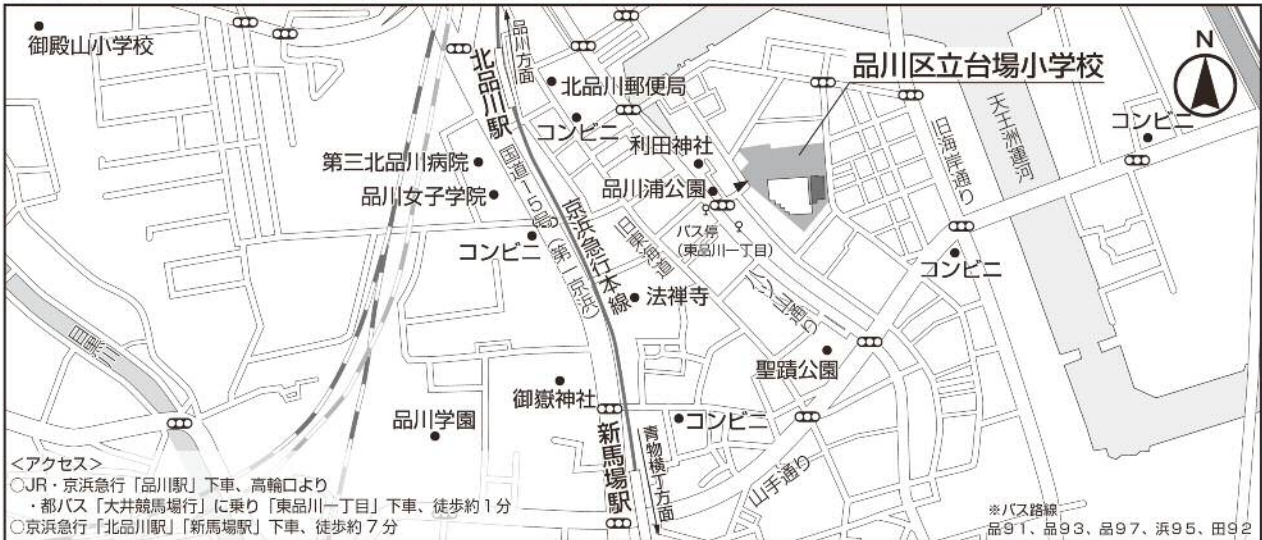 御殿山小学校
品川方面
北品川駅
北品川郵便局
コンビニ
品川区立台場小学校
N
天王洲運河
コンビニ
旧海岸通り
第三北品川病院
利田神社
品川女子学院
品川浦公園
国道15号(第一京浜)
京浜急行本線
旧東海道
バス停
(東品川一丁目)
コンビニ
コンビニ
法禅寺
八ツ山通り
目黒川
聖蹟公園
御嶽神社
品川学園
コンビニ
新馬場駅
青物横丁方面
山手通り
<アクセス>
○JR・京浜急行「品川駅」下車、高輪口より
・都バス「大井競馬場行」に乗り「東品川一丁目」下車、徒歩約1分
○京浜急行「北品川駅」「新馬場駅」下車、徒歩約7分
※バス路線
品91、品93、品97、浜95、田92